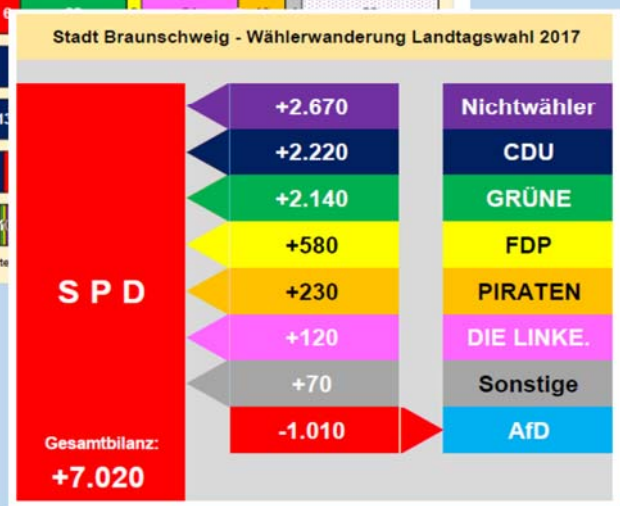 Stadt Braunschweig - Wählerwanderung Landtagswahl 2017
+2.670 Nichtwähler
+2.220 CDU
+2.140 GRÜNE
+580 FDP
SPD
+230 PIRATEN
+120 DIE LINKE.
+70 Sonstige
-1.010 AfD
Gesamtbilanz:
+7.020